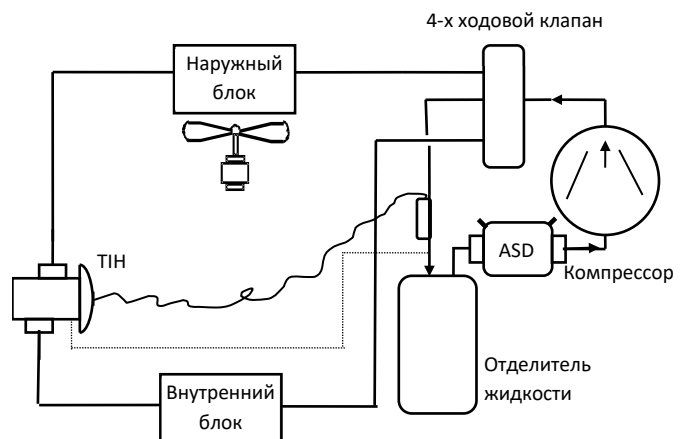 4-х ходовой клапан
Наружный
блок
TIH
ASD
Компрессор
Отделитель
жидкости
Внутренний
блок